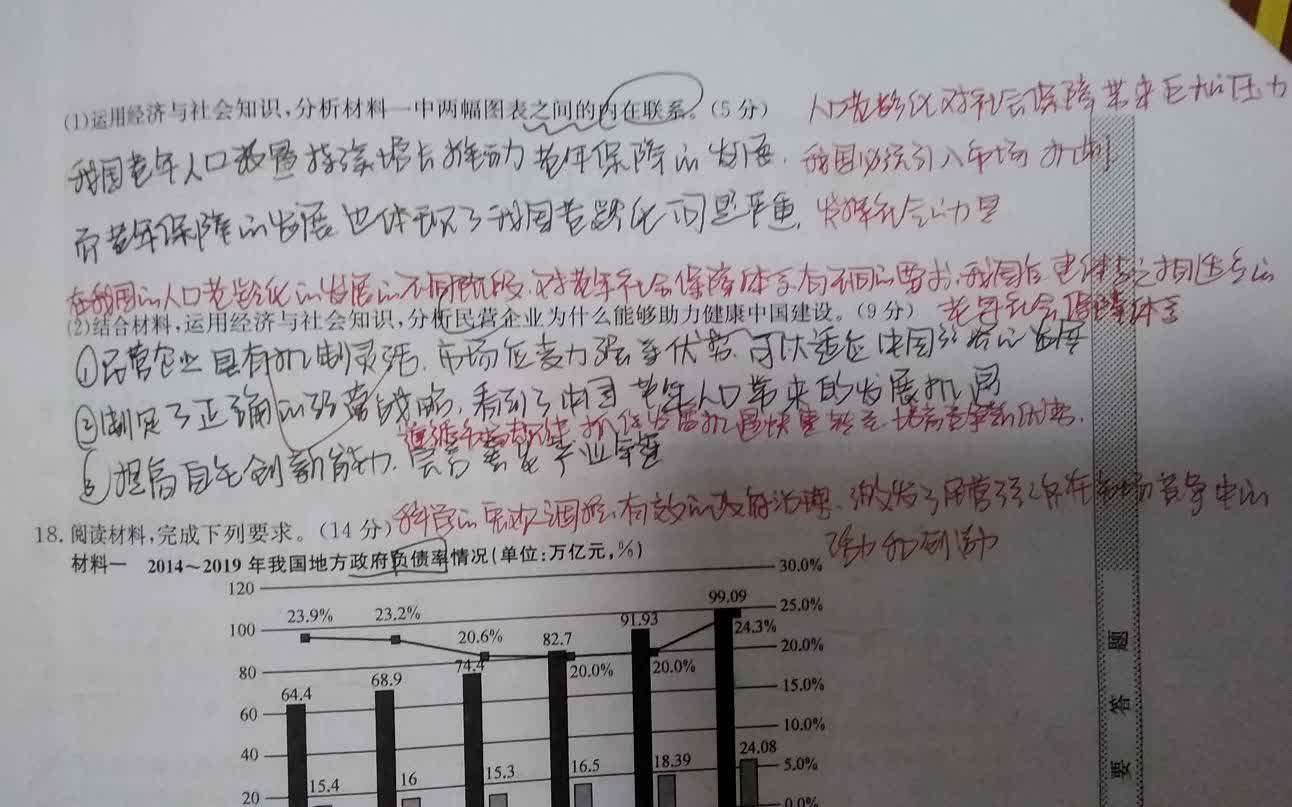 (1)运用经济与社会知识,分析材料一中两幅图表之间的内在联系。(5分)
人口老龄化对社会保障带来巨大的压力
我国老年人口数量持续增长推动老年保障的发展,
我国必须引入市场机制
而老年保障的发展也体现了我国老龄化问题严重,
发挥社会的力量
在我国的人口老龄化的发展的不同阶段,对老年社会保障体系有不同的要求,我国应建立与之相适应的
老年社会保障体系
(2)结合材料,运用经济与社会知识,分析民营企业为什么能够助力健康中国建设。(9分)
①民营企业具有机制灵活,市场适应力强等优势,可以适应中国经济的发展
②制定了正确的经营战略,看到了中国老年人口带来的发展机遇
遵循市场规律,抓住发展机遇快速转变,培育竞争新优势,
③提高自主创新能力,
18.阅读材料,完成下列要求。(14分)
科学的宏观调控,有效的政府治理,激发了民营企业在市场竞争中的
活力和创造力
材料一 2014~2019年我国地方政府负债率情况(单位:万亿元,%)
120
30.0%
100
25.0%
80
20.0%
60
15.0%
40
10.0%
20
5.0%
0.0%
23.9%
23.2%
20.6%
20.0%
20.0%
24.3%
64.4
68.9
74.4
82.7
91.93
99.09
15.4
16
15.3
16.5
18.39
24.08
题
答
要